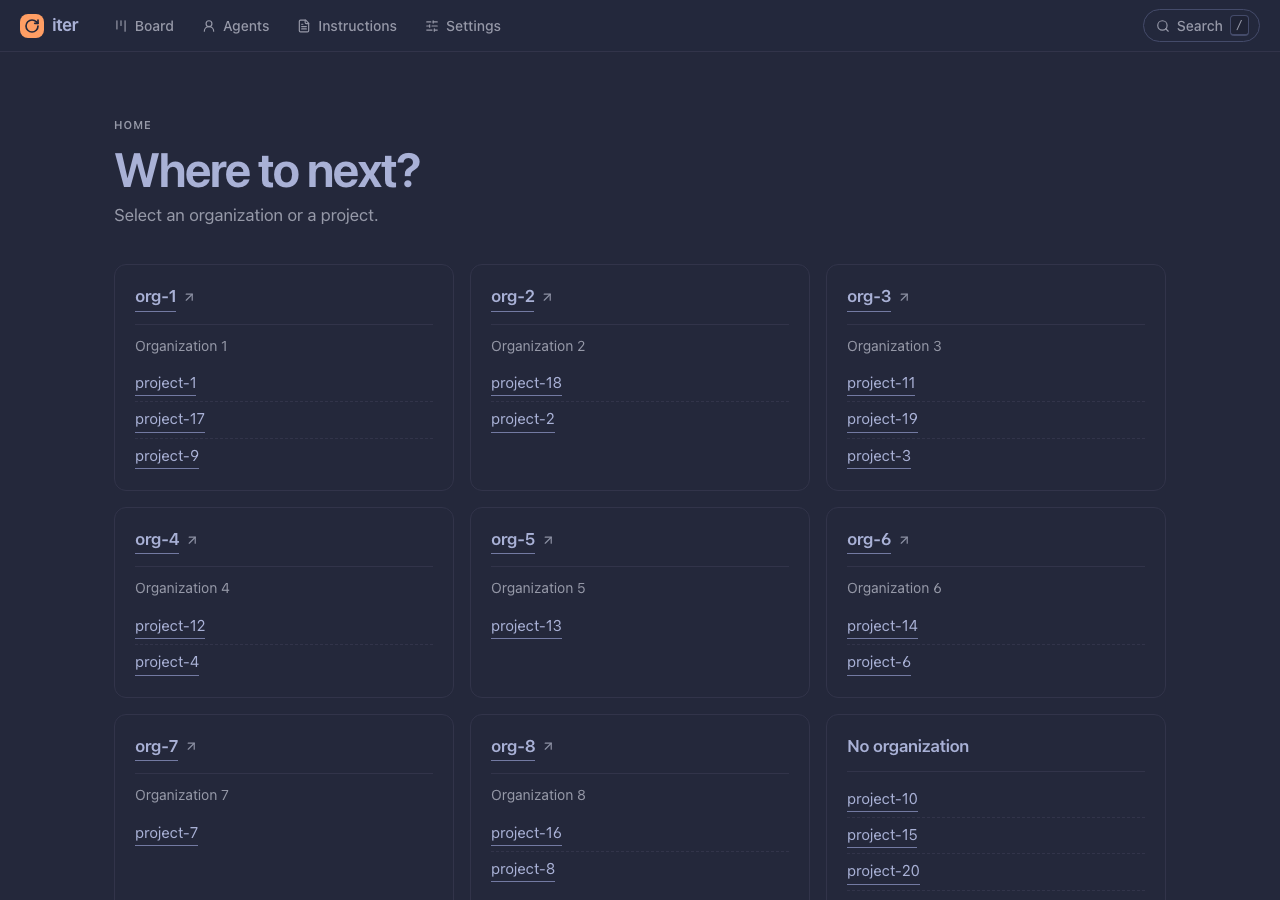 iter
Board
Agents
Instructions
Settings
Search /
HOME
Where to next?
Select an organization or a project.
org-1
Organization 1
project-1
project-17
project-9
org-2
Organization 2
project-18
project-2
org-3
Organization 3
project-11
project-19
project-3
org-4
Organization 4
project-12
project-4
org-5
Organization 5
project-13
org-6
Organization 6
project-14
project-6
org-7
Organization 7
project-7
org-8
Organization 8
project-16
project-8
No organization
project-10
project-15
project-20